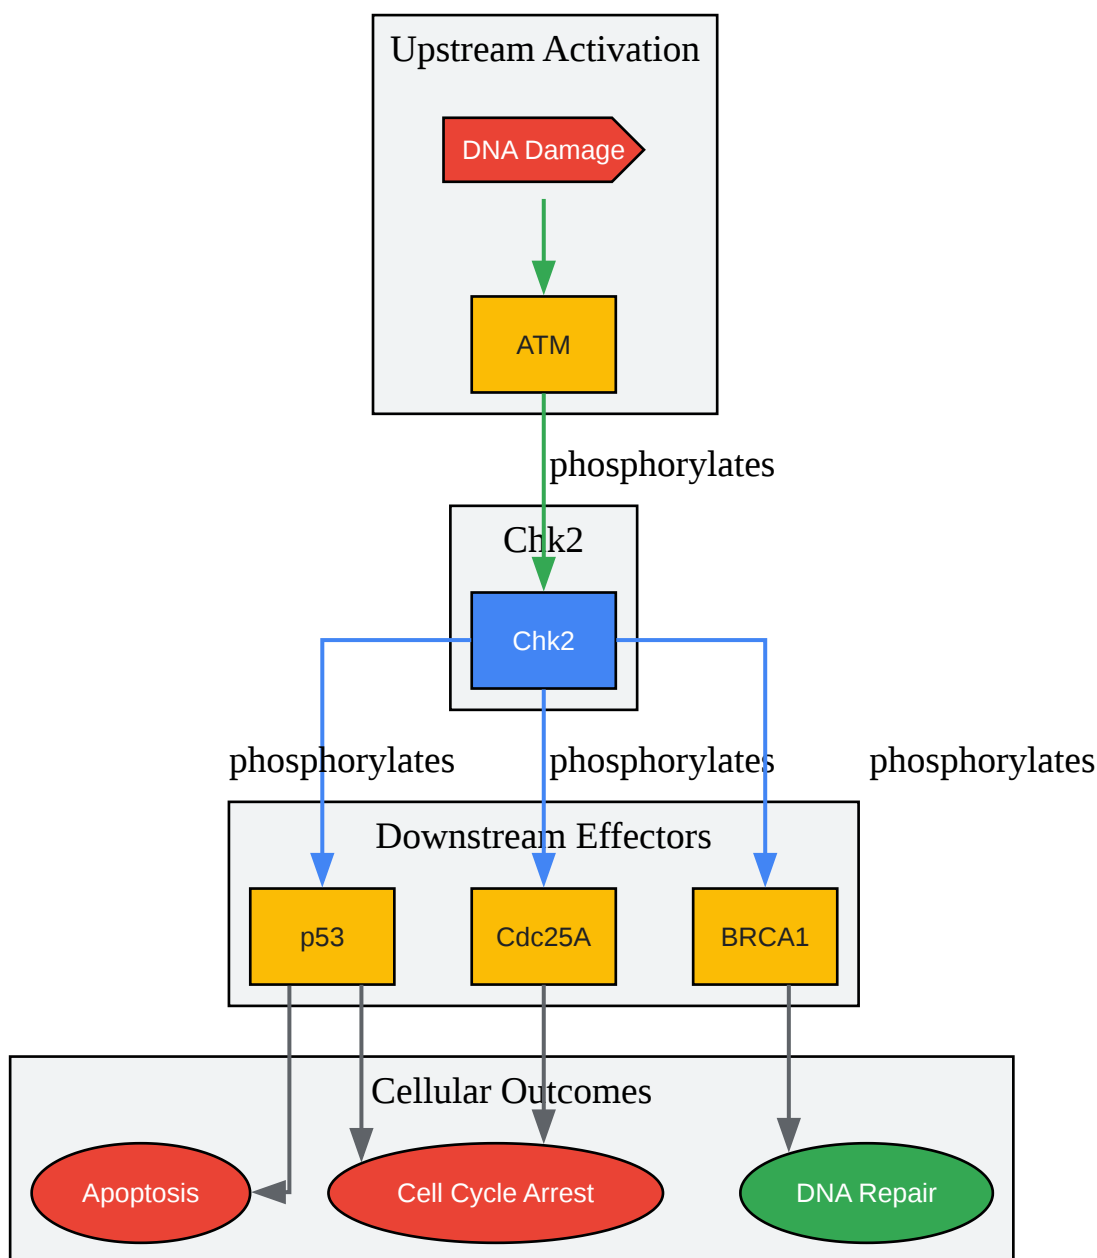 Upstream Activation
DNA Damage
ATM
phosphorylates
Chk2
Chk2
phosphorylates phosphorylates phosphorylates
Downstream Effectors
p53 Cdc25A BRCA1
Cellular Outcomes
Apoptosis Cell Cycle Arrest DNA Repair